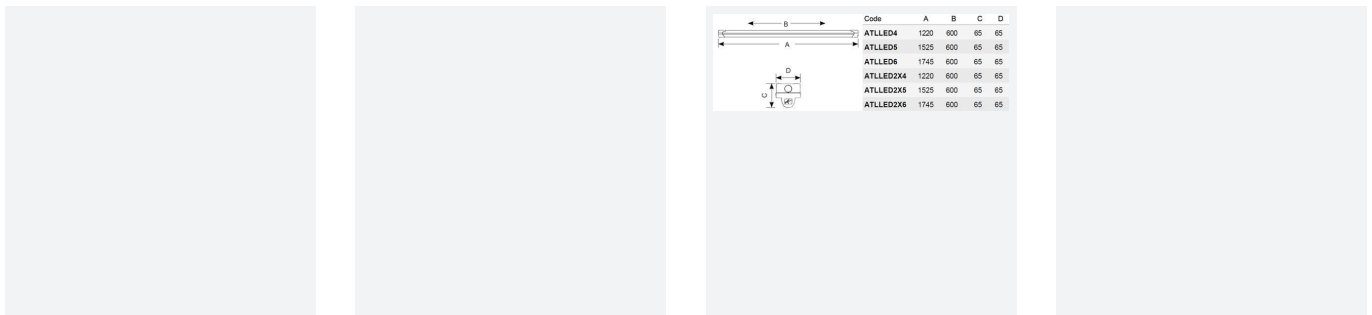 B
A
D
C
Code A B C D
ATLLED4 1220 600 65 65
ATLLED5 1525 600 65 65
ATLLED6 1745 600 65 65
ATLLED2X4 1220 600 65 65
ATLLED2X5 1525 600 65 65
ATLLED2X6 1745 600 65 65